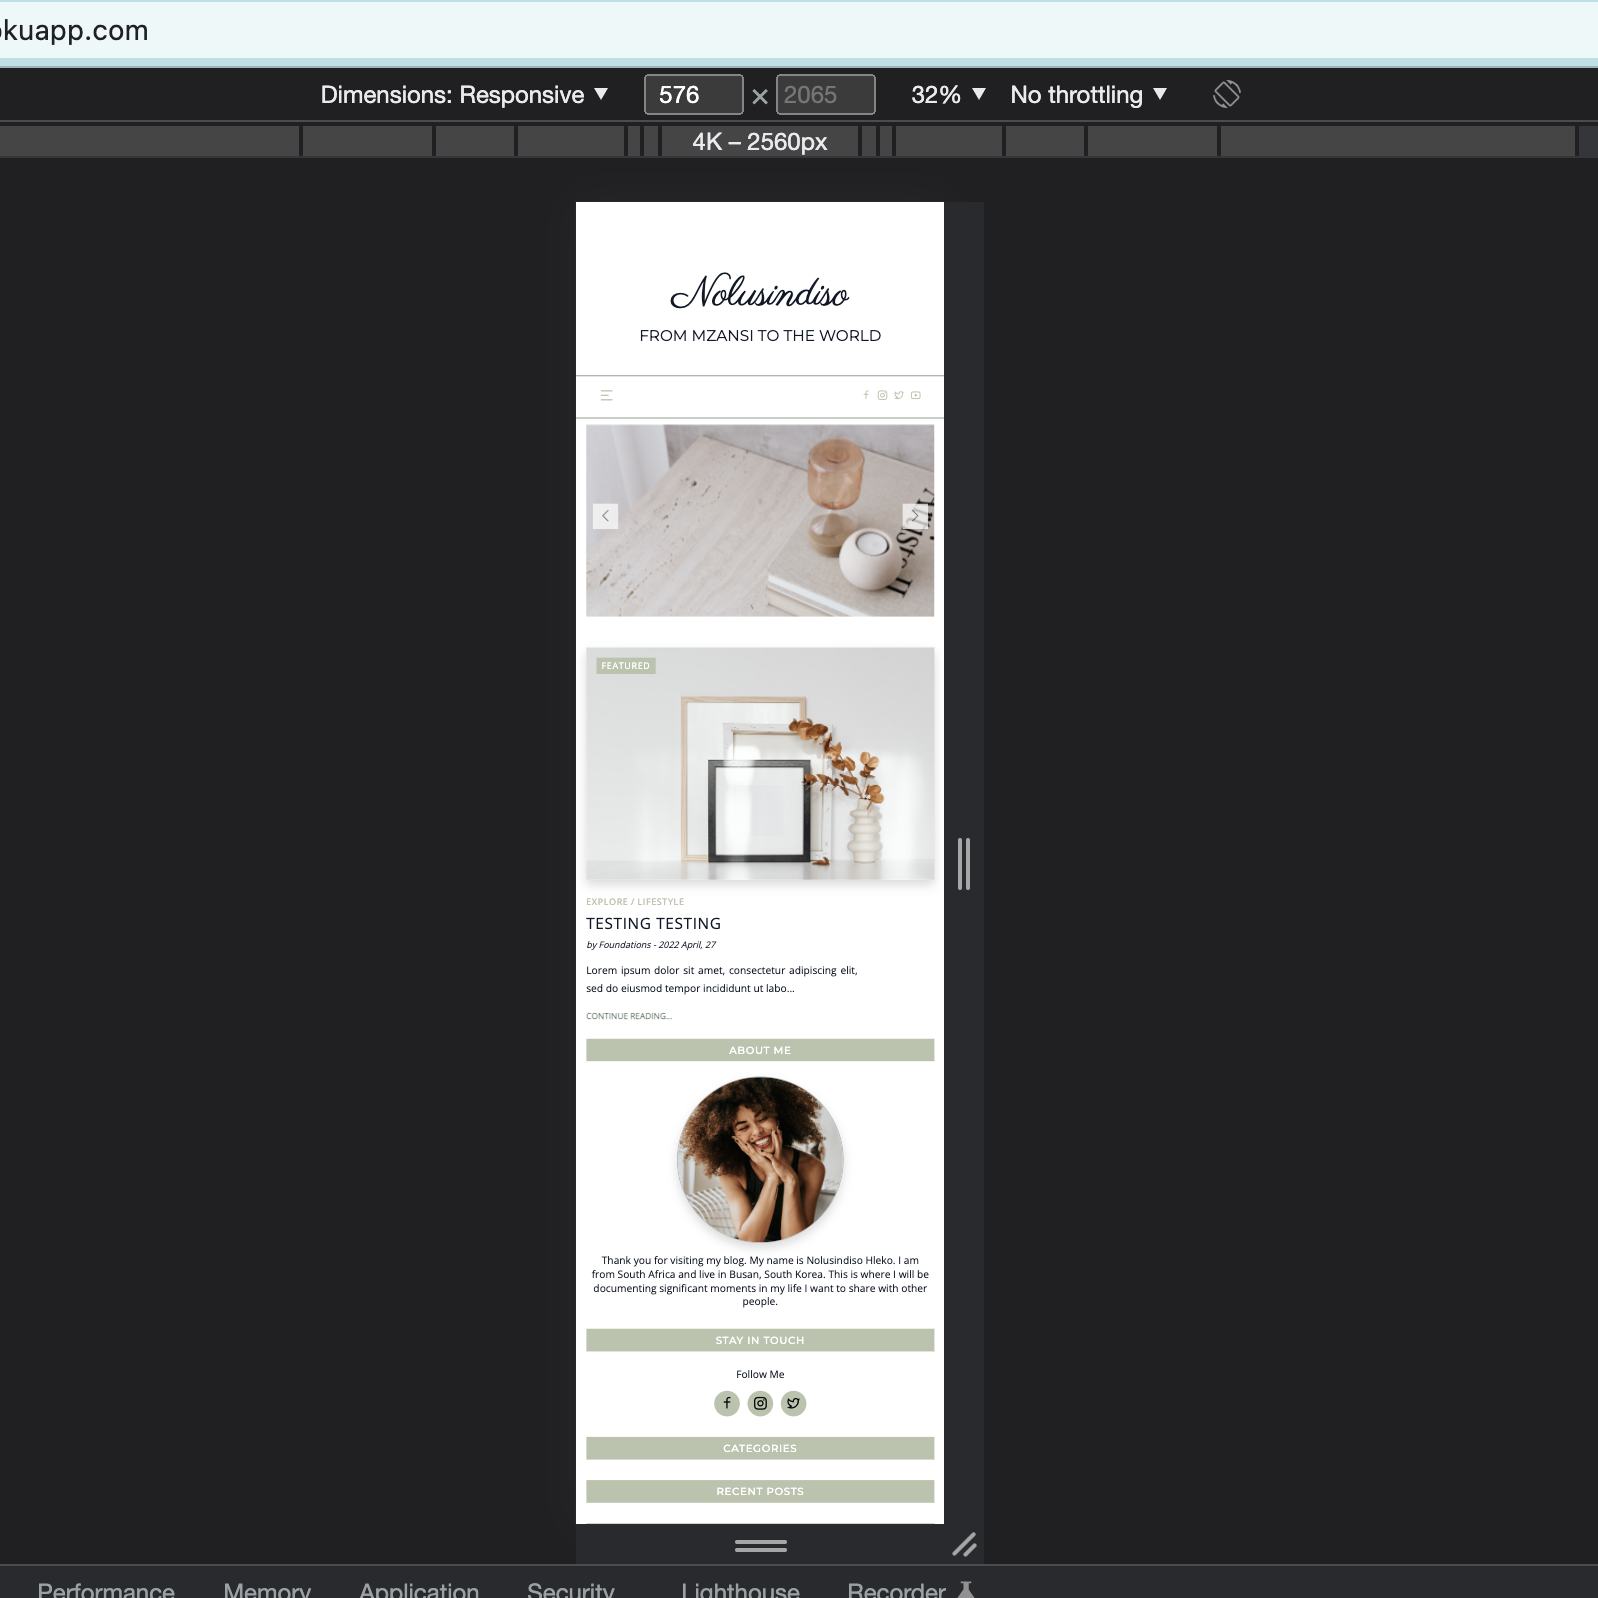 okuapp.com
Dimensions: Responsive 576 × 2065 32% No throttling
4K – 2560px
Nolusindiso
FROM MZANSI TO THE WORLD
FEATURED
EXPLORE / LIFESTYLE
TESTING TESTING
by Foundations - 2022 April, 27
Lorem ipsum dolor sit amet, consectetur adipiscing elit,
sed do eiusmod tempor incididunt ut labo...
CONTINUE READING...
ABOUT ME
Thank you for visiting my blog. My name is Nolusindiso Hleko. I am
from South Africa and live in Busan, South Korea. This is where I will be
documenting significant moments in my life I want to share with other
people.
STAY IN TOUCH
Follow Me
CATEGORIES
RECENT POSTS
Performance Memory Application Security Lighthouse Recorder